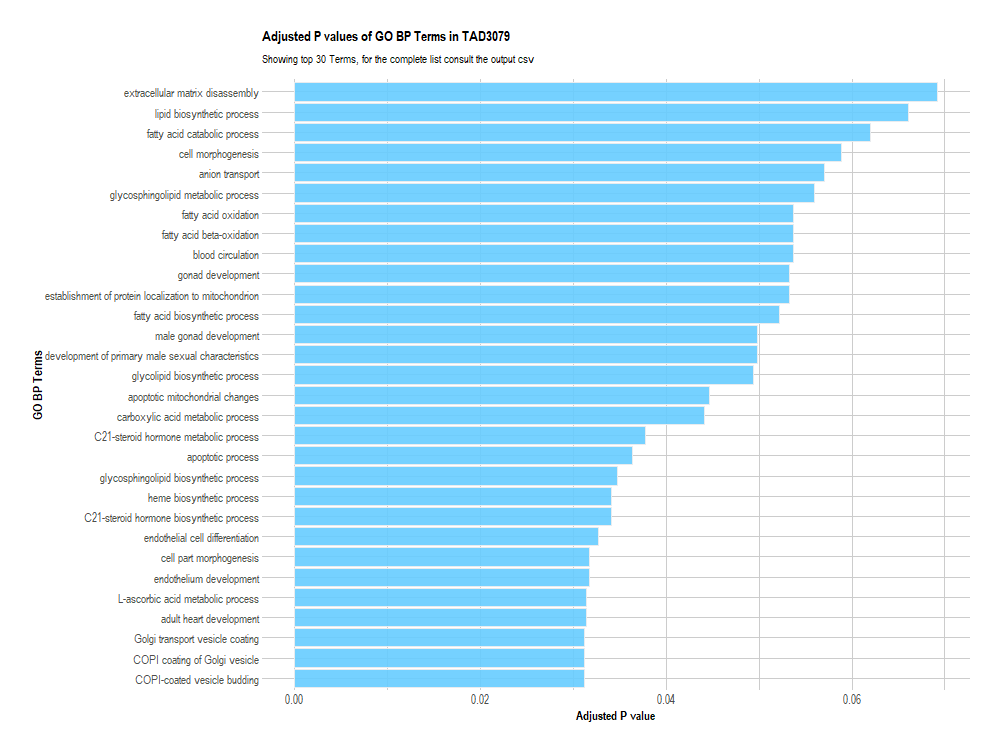 Adjusted P values of GO BP Terms in TAD3079
Showing top 30 Terms, for the complete list consult the output csv
extracellular matrix disassembly
lipid biosynthetic process
fatty acid catabolic process
cell morphogenesis
anion transport
glycosphingolipid metabolic process
fatty acid oxidation
fatty acid beta-oxidation
blood circulation
gonad development
establishment of protein localization to mitochondrion
fatty acid biosynthetic process
male gonad development
development of primary male sexual characteristics
glycolipid biosynthetic process
apoptotic mitochondrial changes
carboxylic acid metabolic process
C21-steroid hormone metabolic process
apoptotic process
glycosphingolipid biosynthetic process
heme biosynthetic process
C21-steroid hormone biosynthetic process
endothelial cell differentiation
cell part morphogenesis
endothelium development
L-ascorbic acid metabolic process
adult heart development
Golgi transport vesicle coating
COPI coating of Golgi vesicle
COPI-coated vesicle budding
GO BP Terms
0.00 0.02 0.04 0.06
Adjusted P value